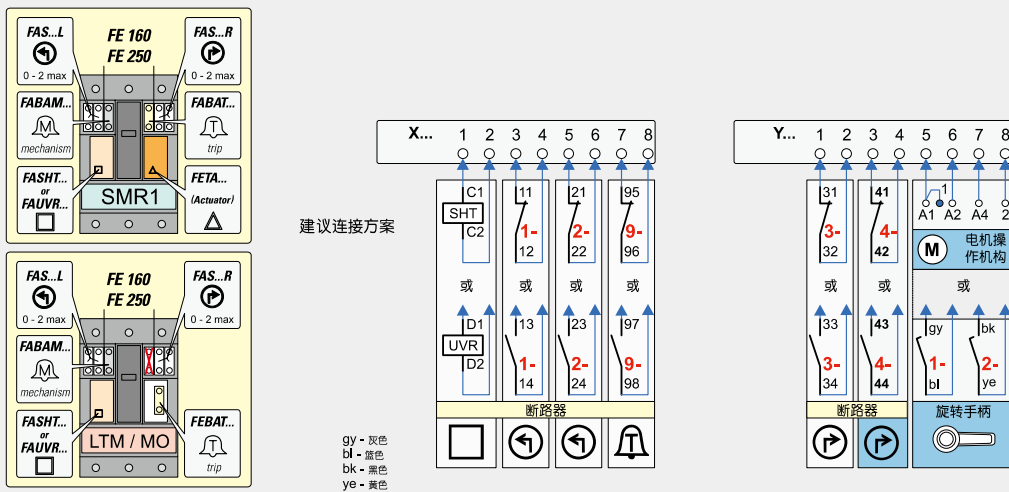 FAS...L
FE 160
FE 250
FAS...R
0 - 2 max
0 - 2 max
FABAM...
M
mechanism
FABAT...
T
trip
FASHT...
or
FAUVR...
SMR1
FETA...
(Actuator)
FAS...L
FE 160
FE 250
FAS...R
0 - 2 max
0 - 2 max
FABAM...
M
mechanism
FASHT...
or
FAUVR...
LTM / MO
FEBAT...
T
trip
建议连接方案
gy - 灰色
bl - 蓝色
bk - 黑色
ye - 黄色
X... 1 2 3 4 5 6 7 8
C1 11 21 95
SHT 1- 2- 9-
C2 12 22 96
或 或 或 或
D1 13 23 97
UVR 1- 2- 9-
D2 14 24 98
断路器
T
Y... 1 2 3 4 5 6 7 8
31 41 1
A1 A2 A4 2
3- 4-
32 42
M 电机操
作机构
或 或 或
33 43 gy bk
3- 4- 1- 2-
34 44 bl ye
断路器 旋转手柄